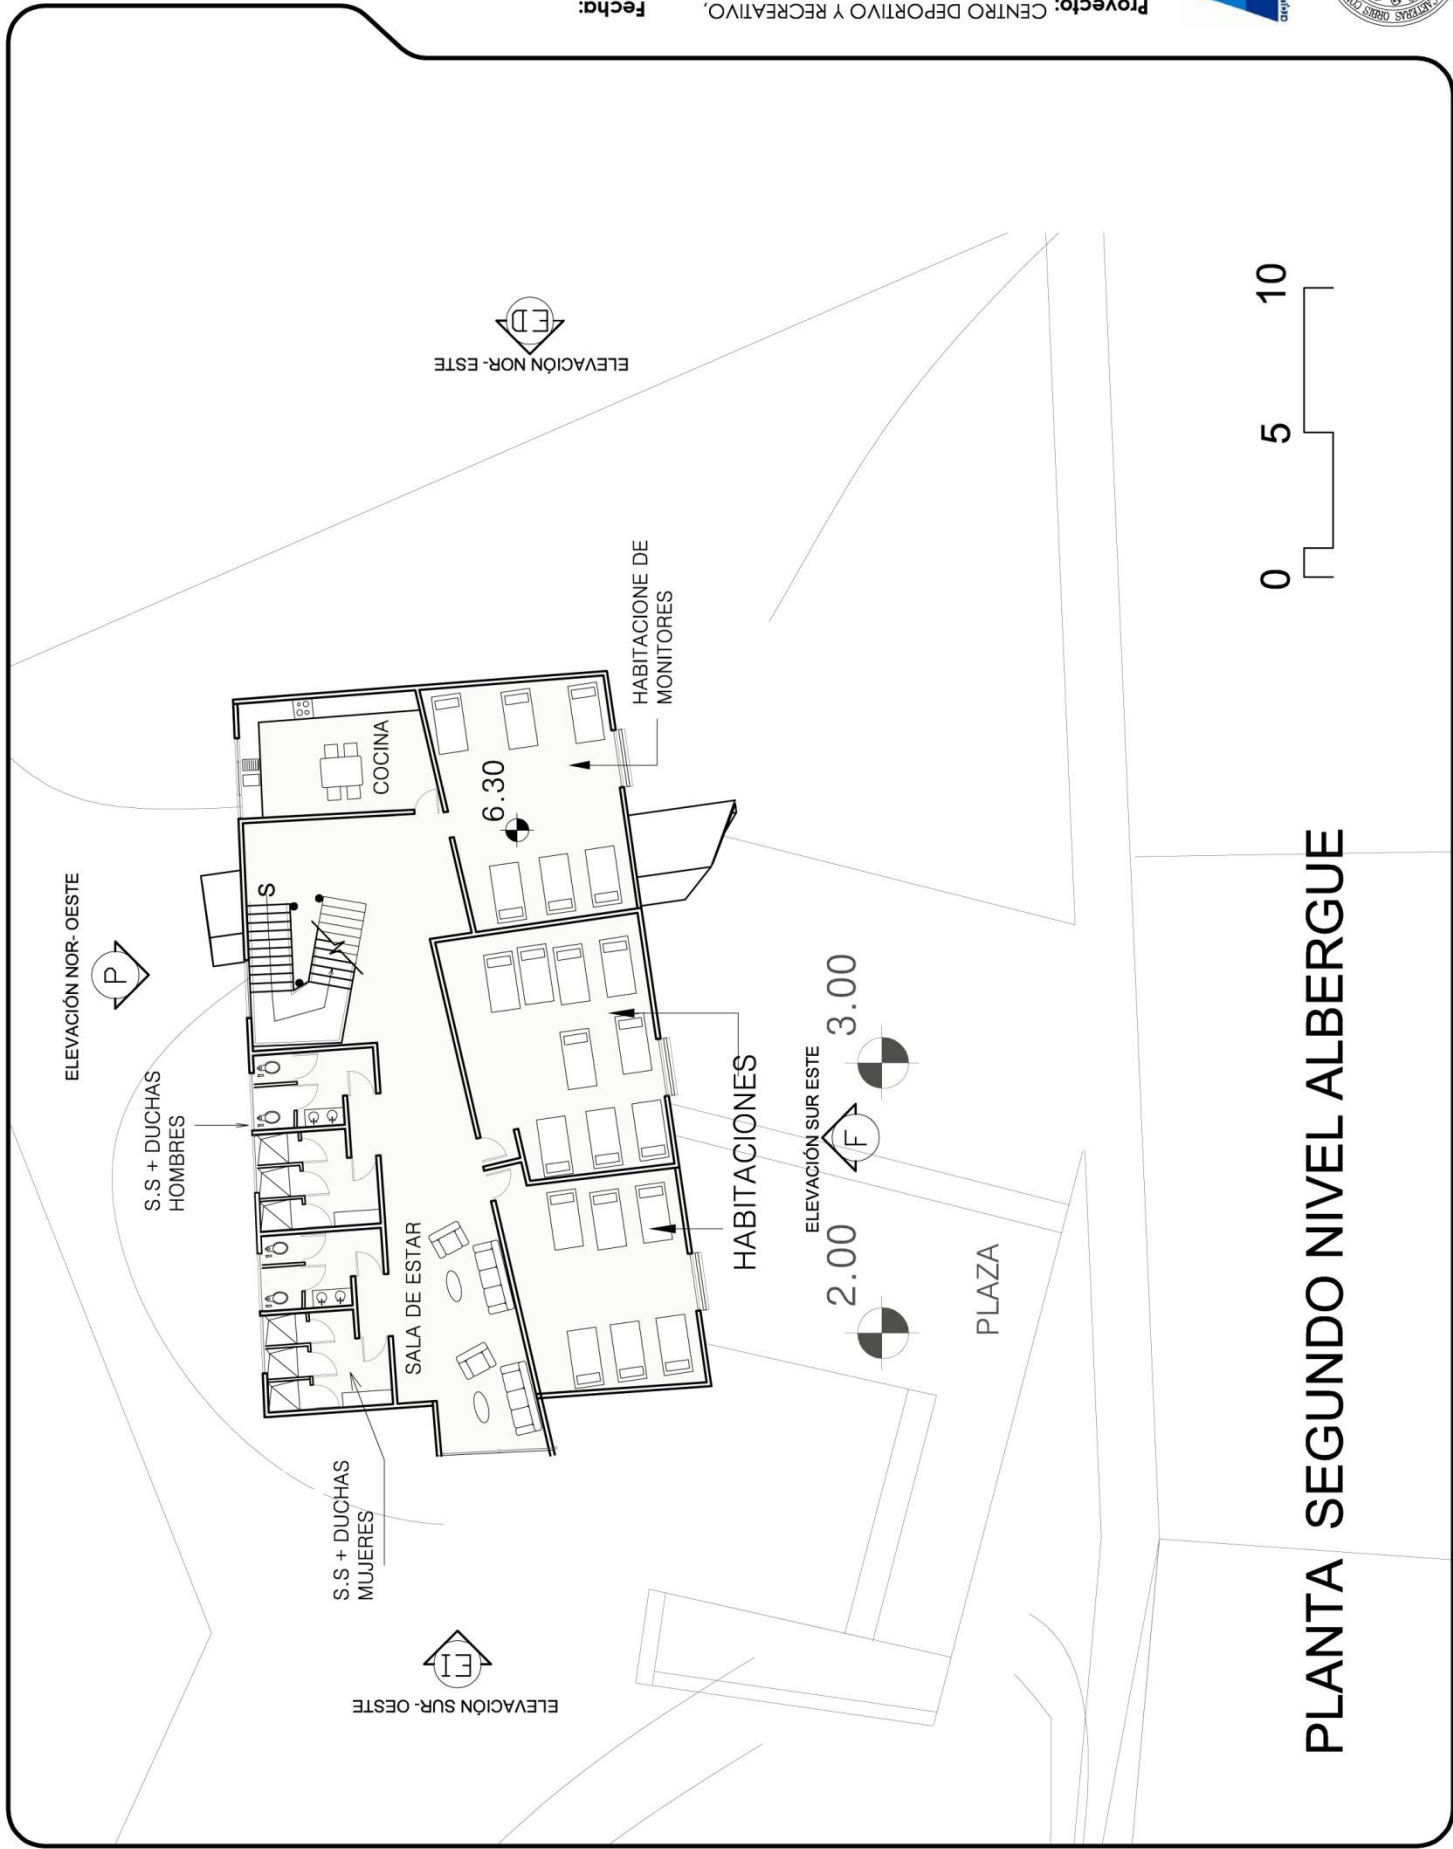 ELEVACIÓN NOR- OESTE
P
S.S + DUCHAS
HOMBRES
S.S + DUCHAS
MUJERES
ELEVACIÓN SUR- OESTE
EI
ELEVACIÓN NOR- ESTE
ED
S
COCINA
6.30
HABITACIONE DE
MONITORES
SALA DE ESTAR
HABITACIONES
ELEVACIÓN SUR ESTE
F
2.00
3.00
PLAZA
PLANTA SEGUNDO NIVEL ALBERGUE
0 5 10
Proyecto: CENTRO DEPORTIVO Y RECREATIVO,
Fecha: